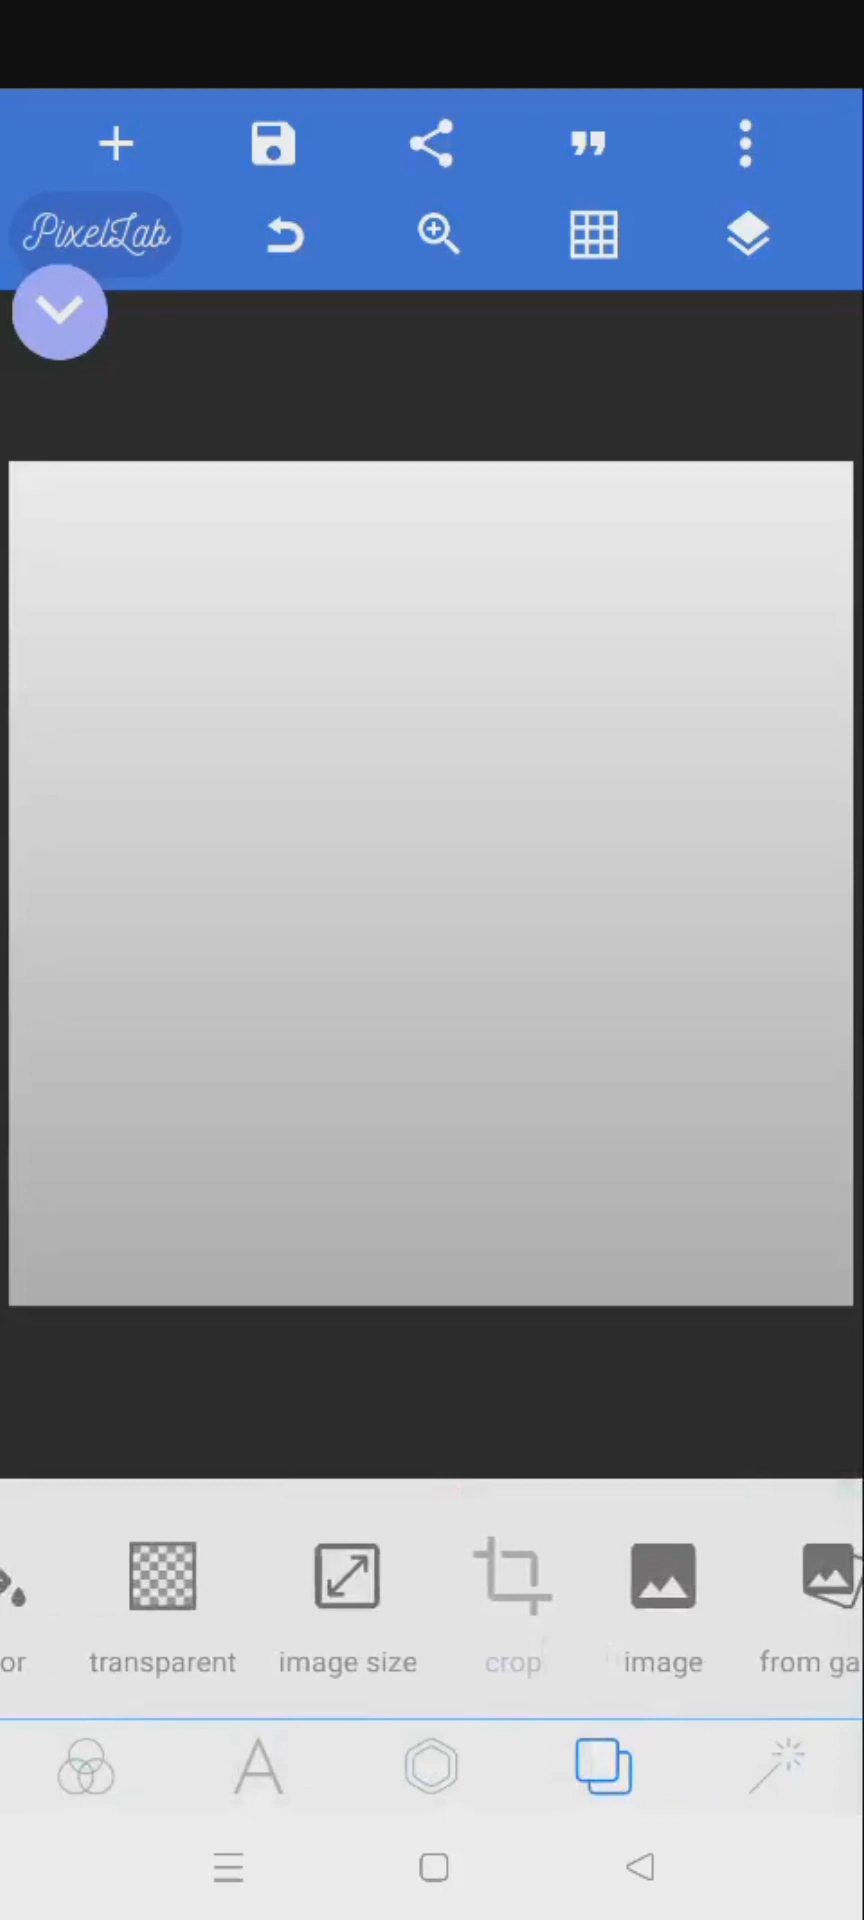 PixelLab
or
transparent
image size
crop
image
from ga